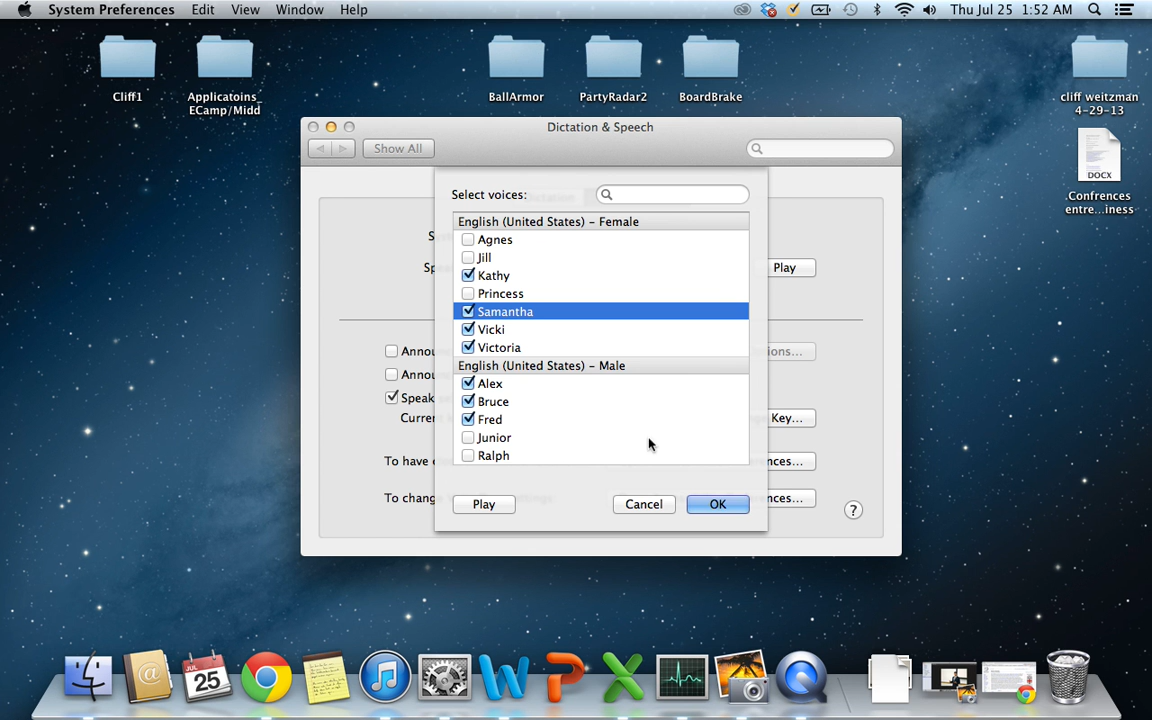 System Preferences Edit View Window Help
Thu Jul 25 1:52 AM
Cliff1
Applicatoins_
ECamp/Midd
BallArmor
PartyRadar2
BoardBrake
cliff weitzman
4-29-13
DOCX
Confrences
entre...iness
Dictation & Speech
Show All
Select voices:
English (United States) – Female
Agnes
Jill
Kathy
Princess
Samantha
Vicki
Victoria
English (United States) – Male
Alex
Bruce
Fred
Junior
Ralph
Play
Cancel
OK
Play
Key...
To change
?
JUL
25
W
P
X